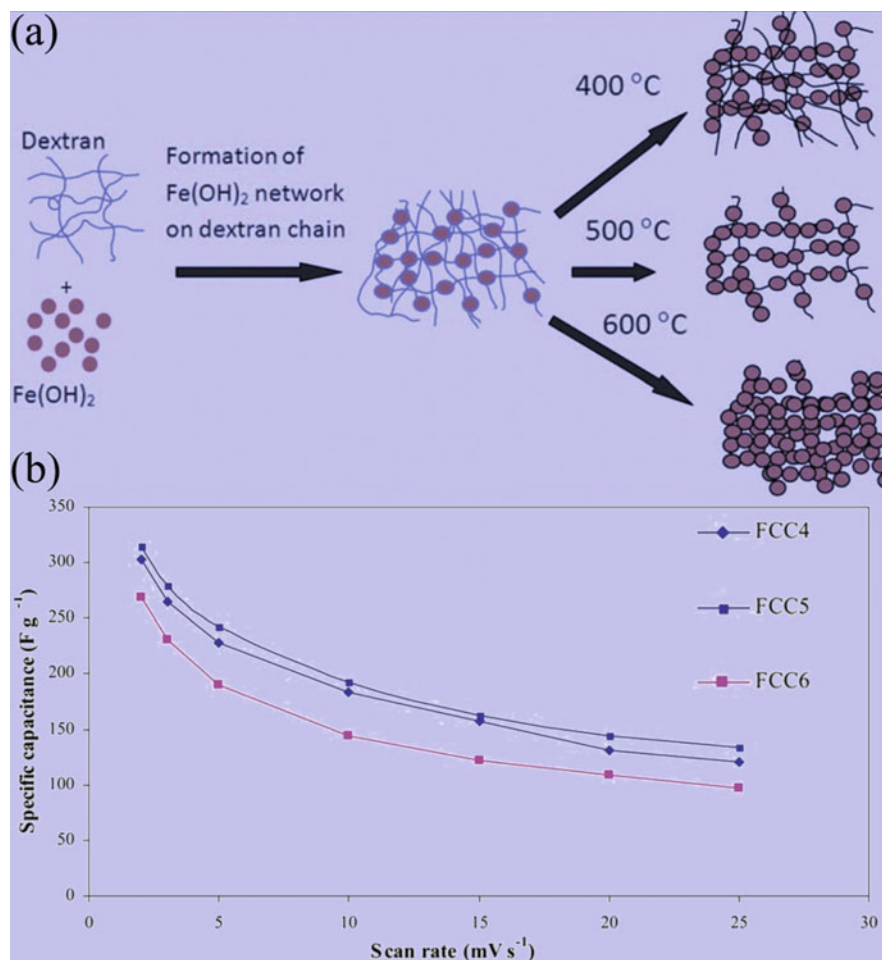 (a)
Dextran
+
Fe(OH)₂
Formation of
Fe(OH)₂ network
on dextran chain
400 °C
500 °C
600 °C
(b)
350
300
250
200
150
100
50
0
0 5 10 15 20 25 30
Specific capacitance (F g⁻¹)
Scan rate (mV s⁻¹)
FCC4
FCC5
FCC6